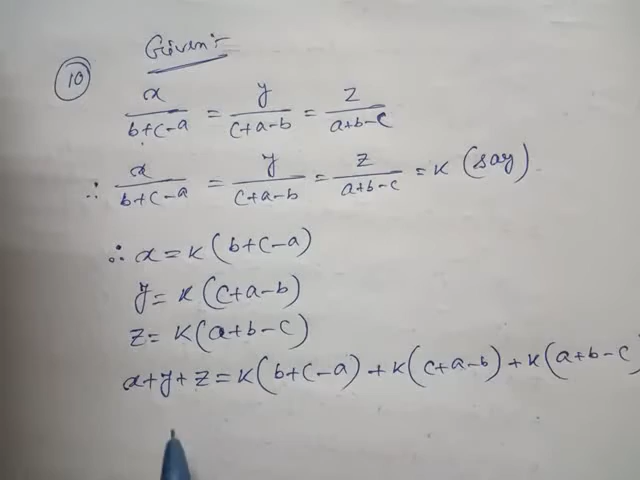 Given:-
(10)
x/(b+c-a) = y/(c+a-b) = z/(a+b-c)
∴ x/(b+c-a) = y/(c+a-b) = z/(a+b-c) = K (say)
∴ x = K(b+c-a)
y = K(c+a-b)
z = K(a+b-c)
x+y+z = K(b+c-a) + K(c+a-b) + K(a+b-c